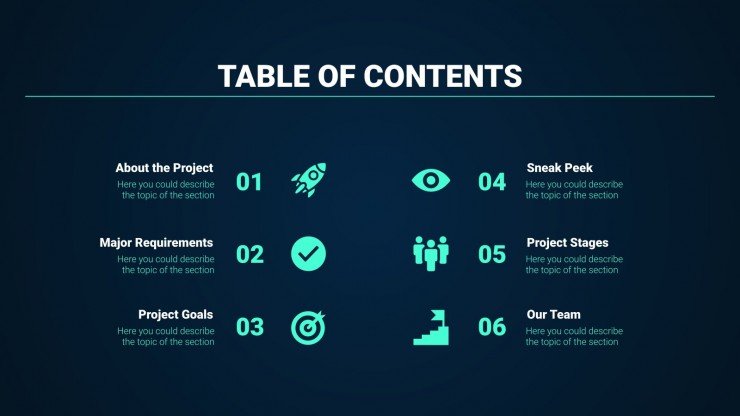 TABLE OF CONTENTS
About the Project
Here you could describe
the topic of the section
01
Major Requirements
Here you could describe
the topic of the section
02
Project Goals
Here you could describe
the topic of the section
03
04
Sneak Peek
Here you could describe
the topic of the section
05
Project Stages
Here you could describe
the topic of the section
06
Our Team
Here you could describe
the topic of the section